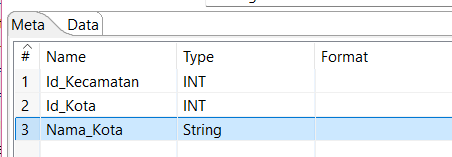 Meta Data
# Name Type Format
1 Id_Kecamatan INT
2 Id_Kota INT
3 Nama_Kota String